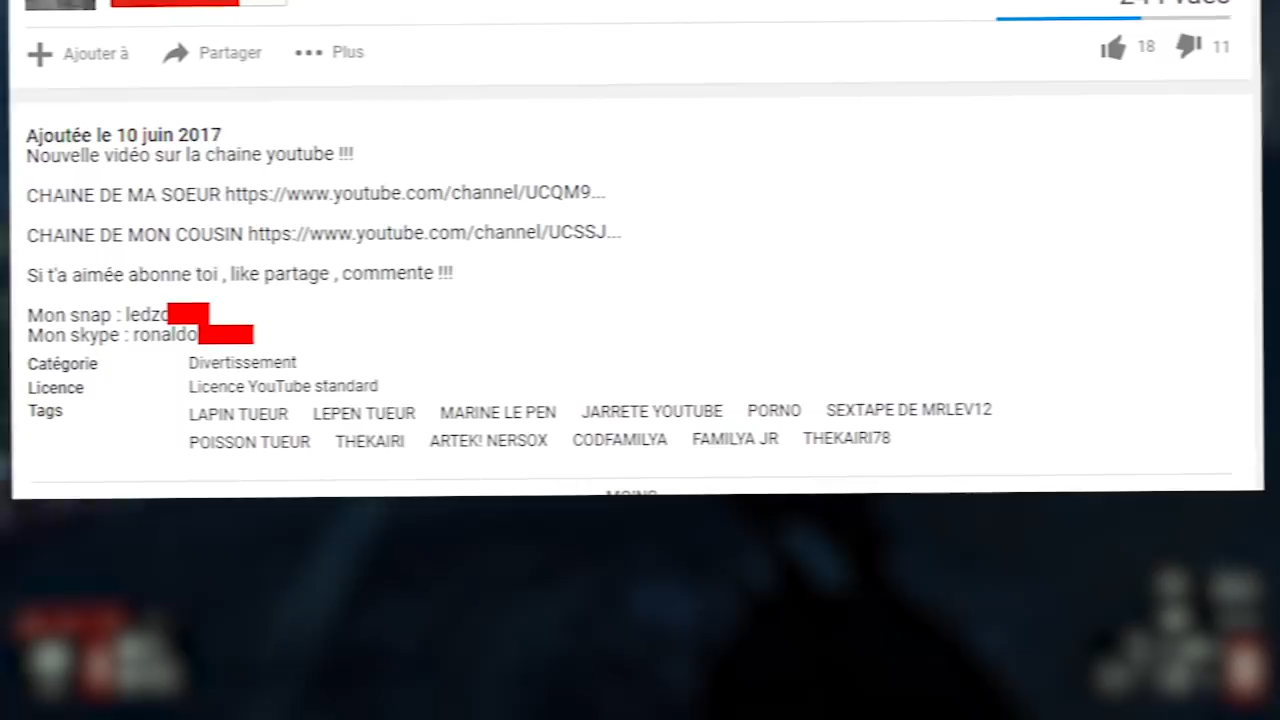 Ajouter à Partager Plus 18 11
Ajoutée le 10 juin 2017
Nouvelle vidéo sur la chaine youtube !!!
CHAINE DE MA SOEUR https://www.youtube.com/channel/UCQM9...
CHAINE DE MON COUSIN https://www.youtube.com/channel/UCSSJ...
Si t'a aimée abonne toi , like partage , commente !!!
Mon snap : ledzo
Mon skype : ronaldo
Catégorie Divertissement
Licence Licence YouTube standard
Tags LAPIN TUEUR LEPEN TUEUR MARINE LE PEN JARRETE YOUTUBE PORNO SEXTAPE DE MRLEV12
POISSON TUEUR THEKAIRI ARTEK! NERSOX CODFAMILYA FAMILYA JR THEKAIRI78